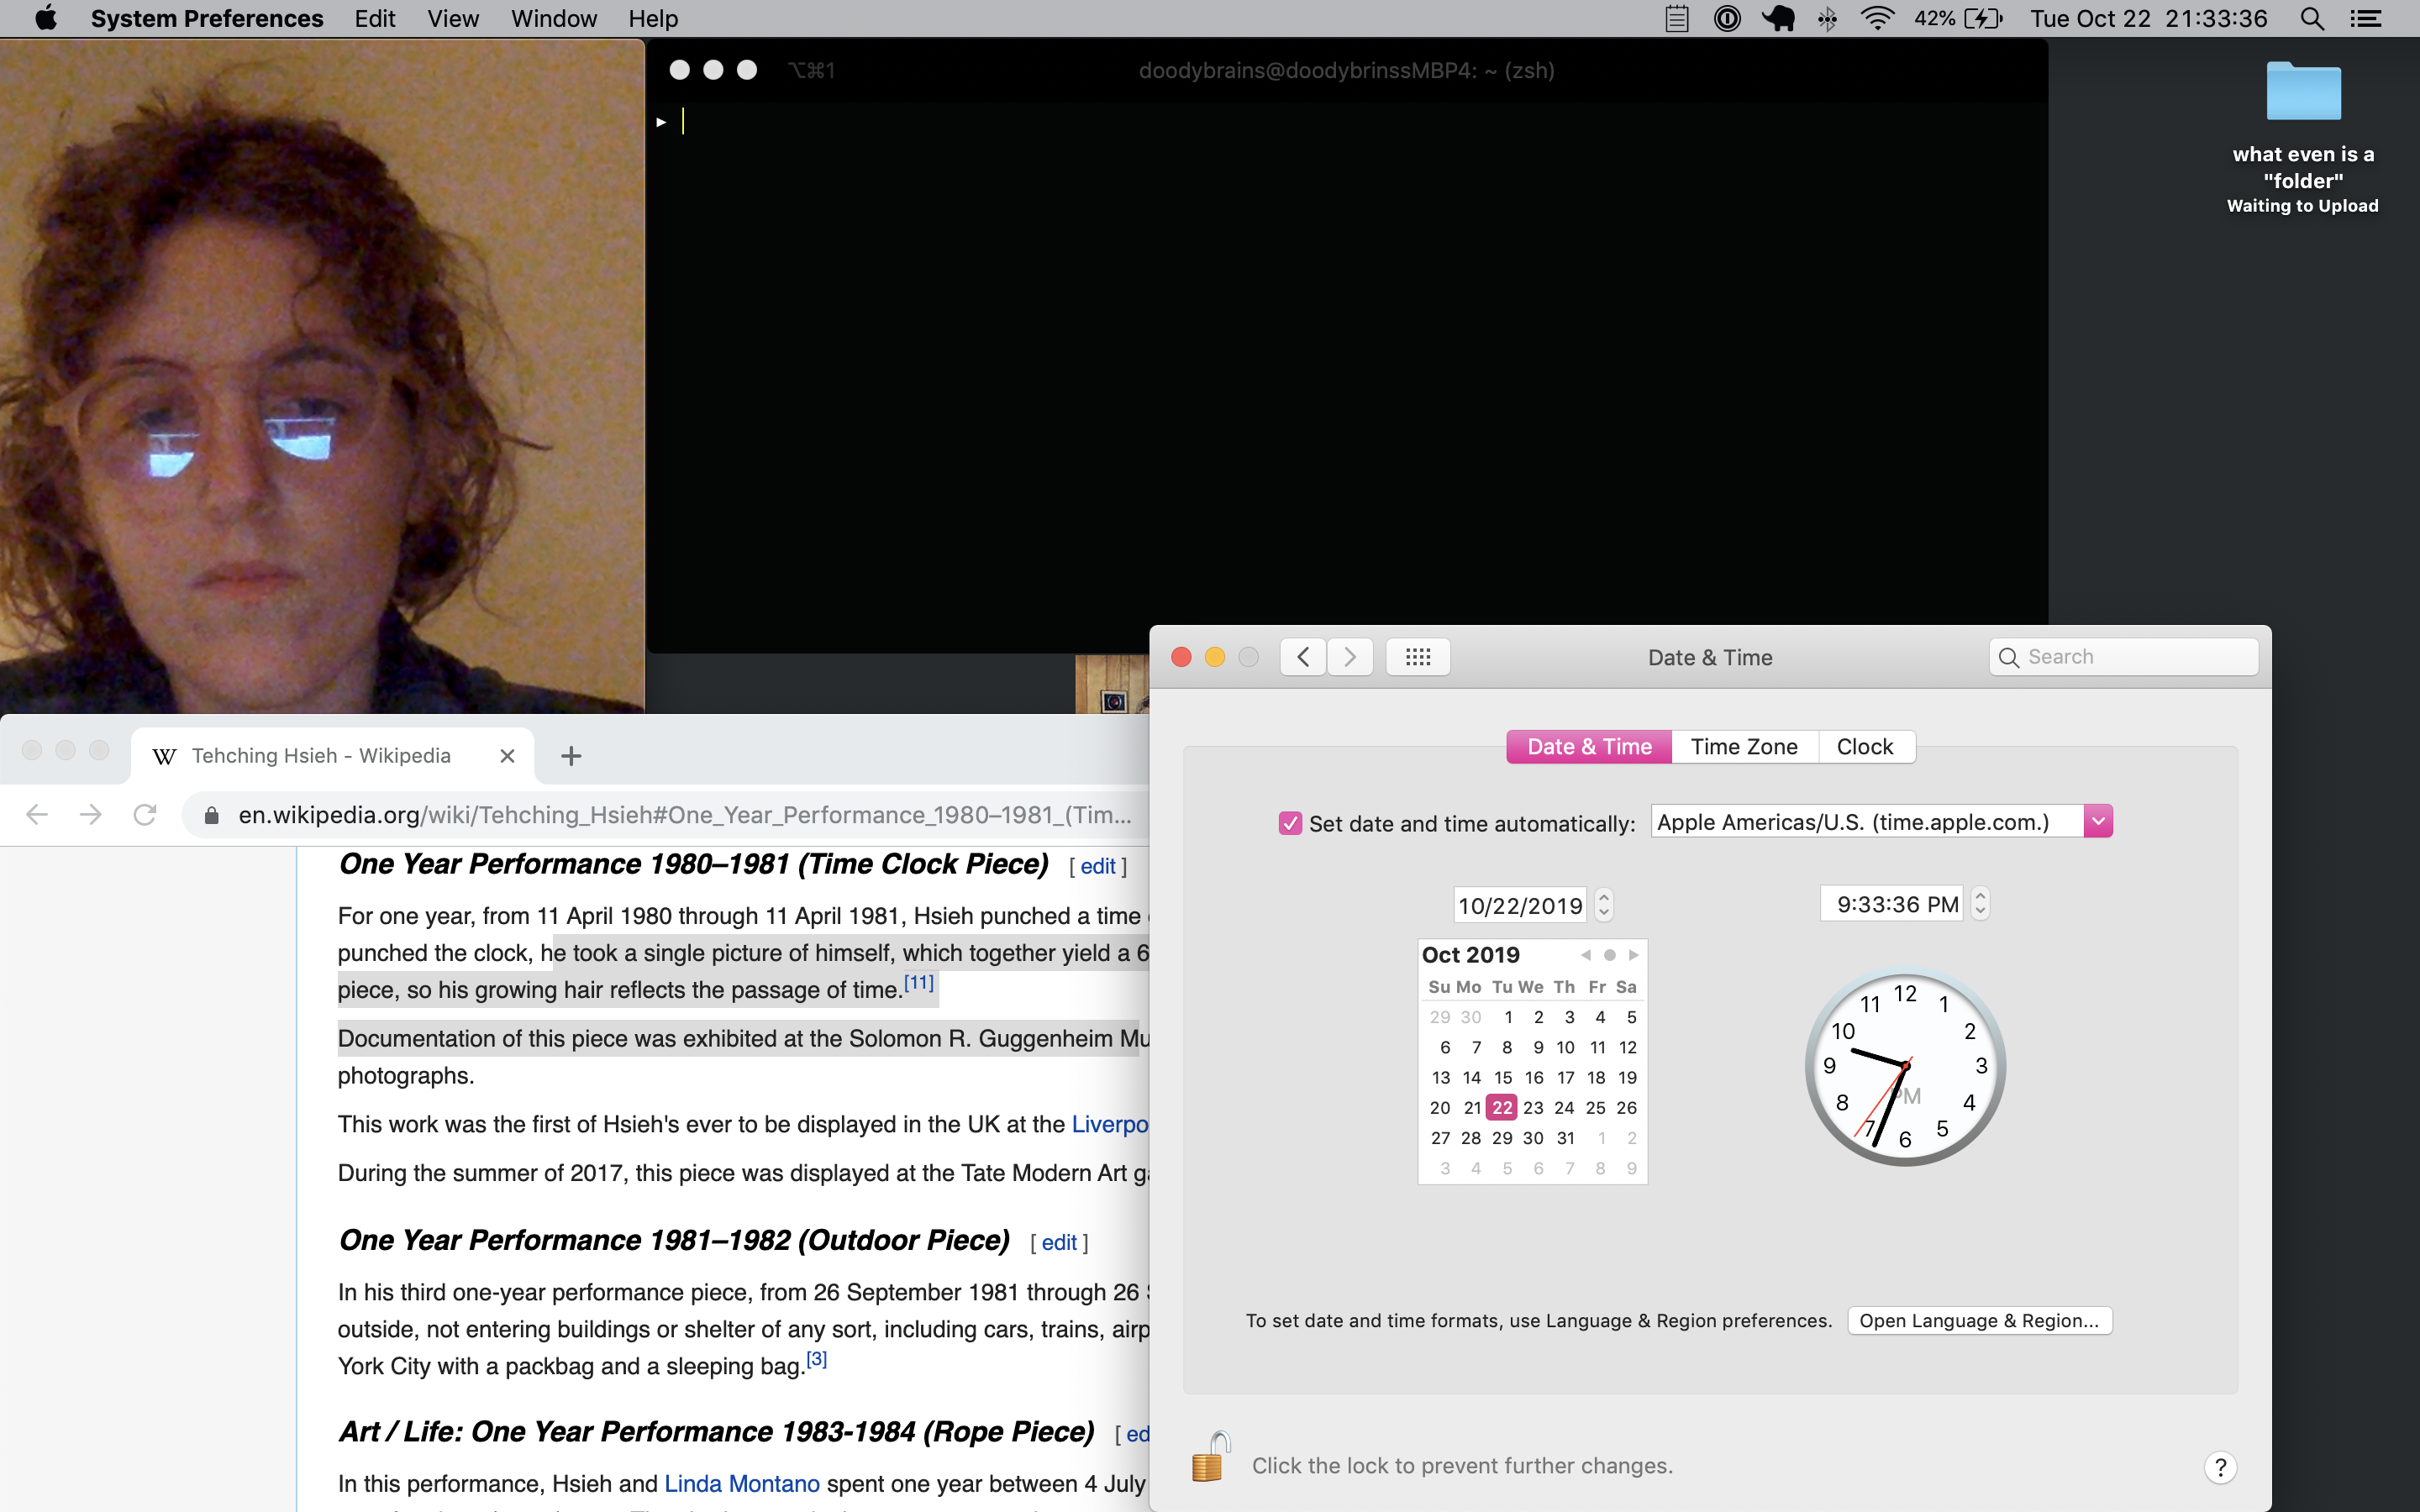 System Preferences Edit View Window Help 42% Tue Oct 22 21:33:36
⌥⌘1 doodybrains@doodybrinssMBP4: ~ (zsh)
what even is a
"folder"
Waiting to Upload
W Tehching Hsieh - Wikipedia
en.wikipedia.org/wiki/Tehching_Hsieh#One_Year_Performance_1980–1981_(Tim...
One Year Performance 1980–1981 (Time Clock Piece) [ edit ]
For one year, from 11 April 1980 through 11 April 1981, Hsieh punched a time
punched the clock, he took a single picture of himself, which together yield a 6
piece, so his growing hair reflects the passage of time.[11]
Documentation of this piece was exhibited at the Solomon R. Guggenheim Mu
photographs.
This work was the first of Hsieh's ever to be displayed in the UK at the Liverpo
During the summer of 2017, this piece was displayed at the Tate Modern Art ga
One Year Performance 1981–1982 (Outdoor Piece) [ edit ]
In his third one-year performance piece, from 26 September 1981 through 26
outside, not entering buildings or shelter of any sort, including cars, trains, airp
York City with a packbag and a sleeping bag.[3]
Art / Life: One Year Performance 1983-1984 (Rope Piece) [ ed
In this performance, Hsieh and Linda Montano spent one year between 4 July
Date & Time Search
Date & Time Time Zone Clock
Set date and time automatically: Apple Americas/U.S. (time.apple.com.)
10/22/2019 9:33:36 PM
Oct 2019
Su Mo Tu We Th Fr Sa
29 30 1 2 3 4 5
6 7 8 9 10 11 12
13 14 15 16 17 18 19
20 21 22 23 24 25 26
27 28 29 30 31 1 2
3 4 5 6 7 8 9
12 1 2 3 4 5 6 7 8 9 10 11
PM
To set date and time formats, use Language & Region preferences. Open Language & Region...
Click the lock to prevent further changes. ?